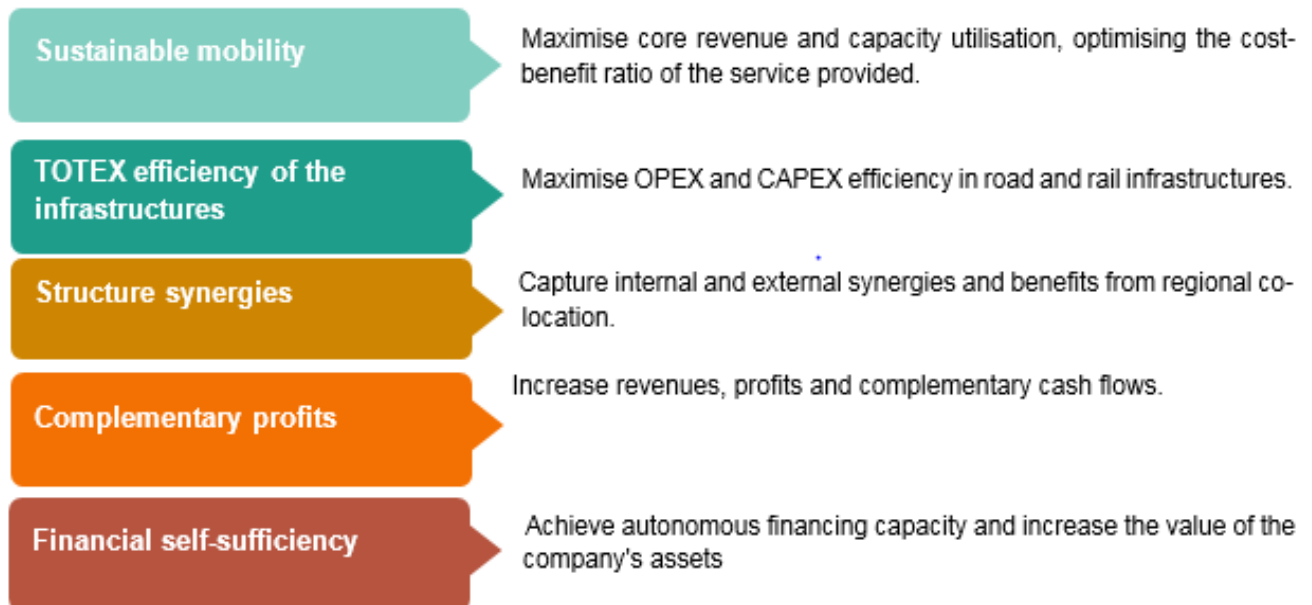 Sustainable mobility
Maximise core revenue and capacity utilisation, optimising the cost-
benefit ratio of the service provided.
TOTEX efficiency of the
infrastructures
Maximise OPEX and CAPEX efficiency in road and rail infrastructures.
Structure synergies
Capture internal and external synergies and benefits from regional co-
location.
Complementary profits
Increase revenues, profits and complementary cash flows.
Financial self-sufficiency
Achieve autonomous financing capacity and increase the value of the
company's assets